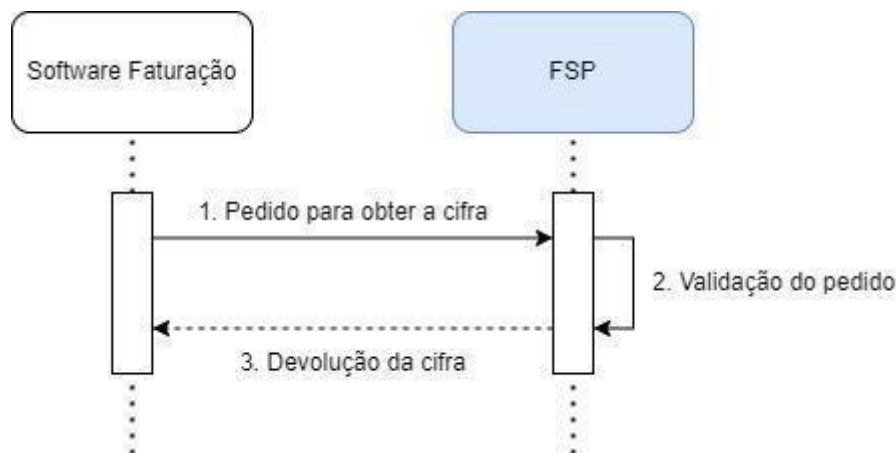 Software Faturação
FSP
1. Pedido para obter a cifra
2. Validação do pedido
3. Devolução da cifra